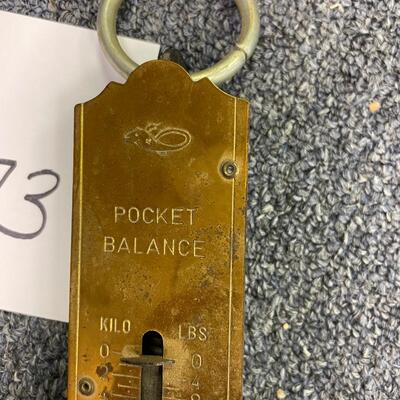 73
POCKET
BALANCE
KILO LBS
0 0